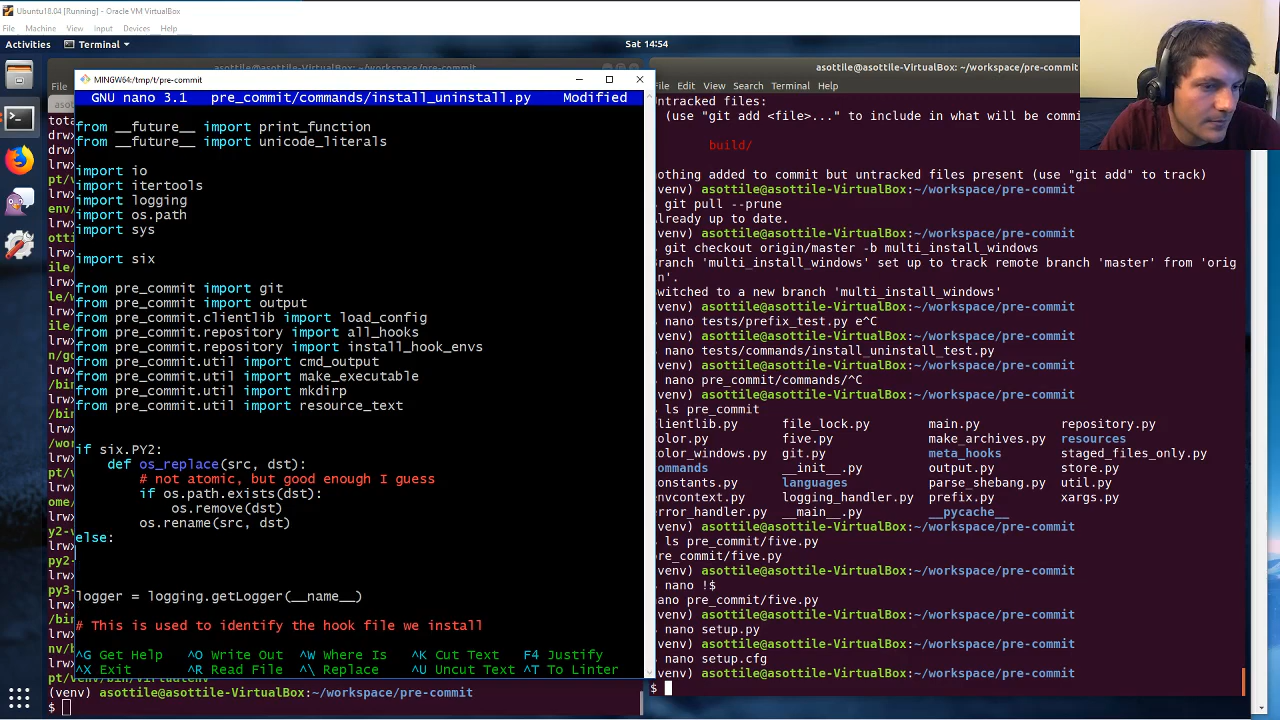 Ubuntu18.04 [Running] - Oracle VM VirtualBox
File Machine View Input Devices Help
Activities Terminal Sat 14:54
MINGW64:/tmp/t/pre-commit
GNU nano 3.1 pre_commit/commands/install_uninstall.py Modified
from __future__ import print_function
from __future__ import unicode_literals
import io
import itertools
import logging
import os.path
import sys
import six
from pre_commit import git
from pre_commit import output
from pre_commit.clientlib import load_config
from pre_commit.repository import all_hooks
from pre_commit.repository import install_hook_envs
from pre_commit.util import cmd_output
from pre_commit.util import make_executable
from pre_commit.util import mkdirp
from pre_commit.util import resource_text
if six.PY2:
def os_replace(src, dst):
# not atomic, but good enough I guess
if os.path.exists(dst):
os.remove(dst)
os.rename(src, dst)
else:
logger = logging.getLogger(__name__)
# This is used to identify the hook file we install
^G Get Help ^O Write Out ^W Where Is ^K Cut Text F4 Justify
^X Exit ^R Read File ^\ Replace ^U Uncut Text ^T To Linter
(venv) asottile@asottile-VirtualBox:~/workspace/pre-commit
$
asottile@asottile-VirtualBox: ~/workspace/pre-commit
File Edit View Search Terminal Help
ntracked files:
(use "git add <file>..." to include in what will be commi
build/
nothing added to commit but untracked files present (use "git add" to track)
venv) asottile@asottile-VirtualBox:~/workspace/pre-commit
git pull --prune
lready up to date.
venv) asottile@asottile-VirtualBox:~/workspace/pre-commit
git checkout origin/master -b multi_install_windows
ranch 'multi_install_windows' set up to track remote branch 'master' from 'orig
n'.
witched to a new branch 'multi_install_windows'
venv) asottile@asottile-VirtualBox:~/workspace/pre-commit
nano tests/prefix_test.py e^C
venv) asottile@asottile-VirtualBox:~/workspace/pre-commit
nano tests/commands/install_uninstall_test.py
venv) asottile@asottile-VirtualBox:~/workspace/pre-commit
nano pre_commit/commands/^C
venv) asottile@asottile-VirtualBox:~/workspace/pre-commit
ls pre_commit
lientlib.py file_lock.py main.py repository.py
olor.py five.py make_archives.py resources
olor_windows.py git.py meta_hooks staged_files_only.py
ommands __init__.py output.py store.py
onstants.py languages parse_shebang.py util.py
nvcontext.py logging_handler.py prefix.py xargs.py
rror_handler.py __main__.py __pycache__
venv) asottile@asottile-VirtualBox:~/workspace/pre-commit
ls pre_commit/five.py
re_commit/five.py
venv) asottile@asottile-VirtualBox:~/workspace/pre-commit
nano !$
ano pre_commit/five.py
venv) asottile@asottile-VirtualBox:~/workspace/pre-commit
nano setup.py
venv) asottile@asottile-VirtualBox:~/workspace/pre-commit
nano setup.cfg
venv) asottile@asottile-VirtualBox:~/workspace/pre-commit
$